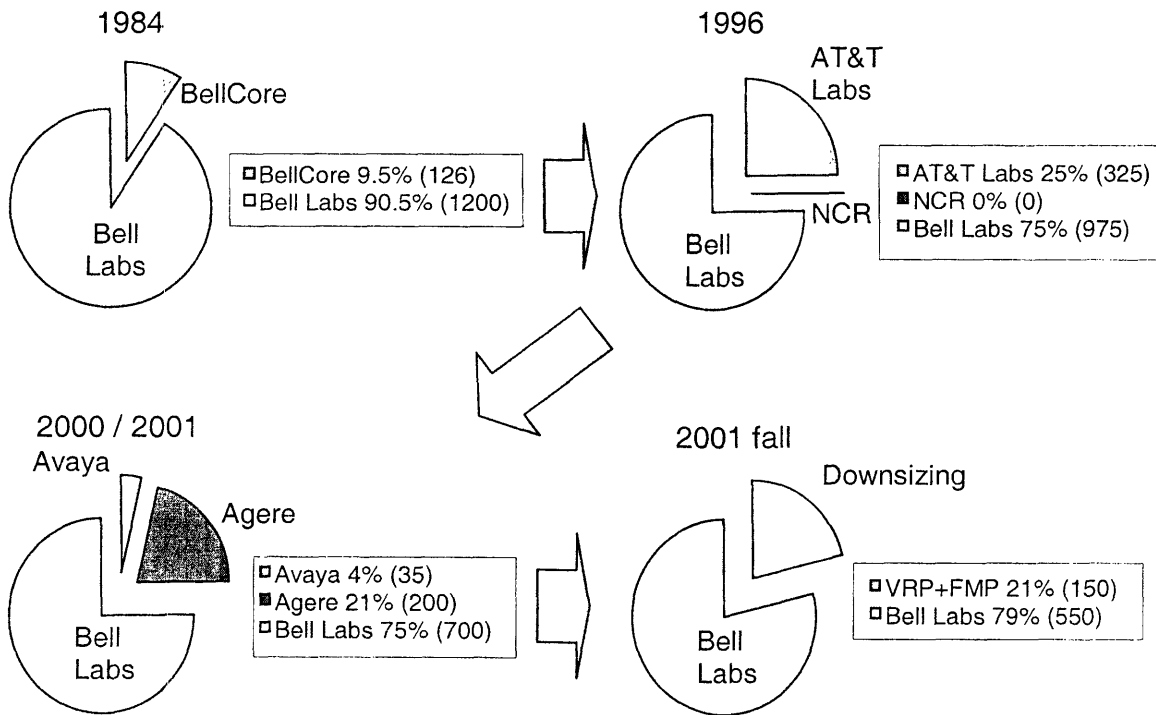 1984
BellCore
Bell
Labs
BellCore 9.5% (126)
Bell Labs 90.5% (1200)
1996
AT&T
Labs
NCR
Bell
Labs
AT&T Labs 25% (325)
NCR 0% (0)
Bell Labs 75% (975)
2000 / 2001
Avaya
Agere
Bell
Labs
Avaya 4% (35)
Agere 21% (200)
Bell Labs 75% (700)
2001 fall
Downsizing
Bell
Labs
VRP+FMP 21% (150)
Bell Labs 79% (550)